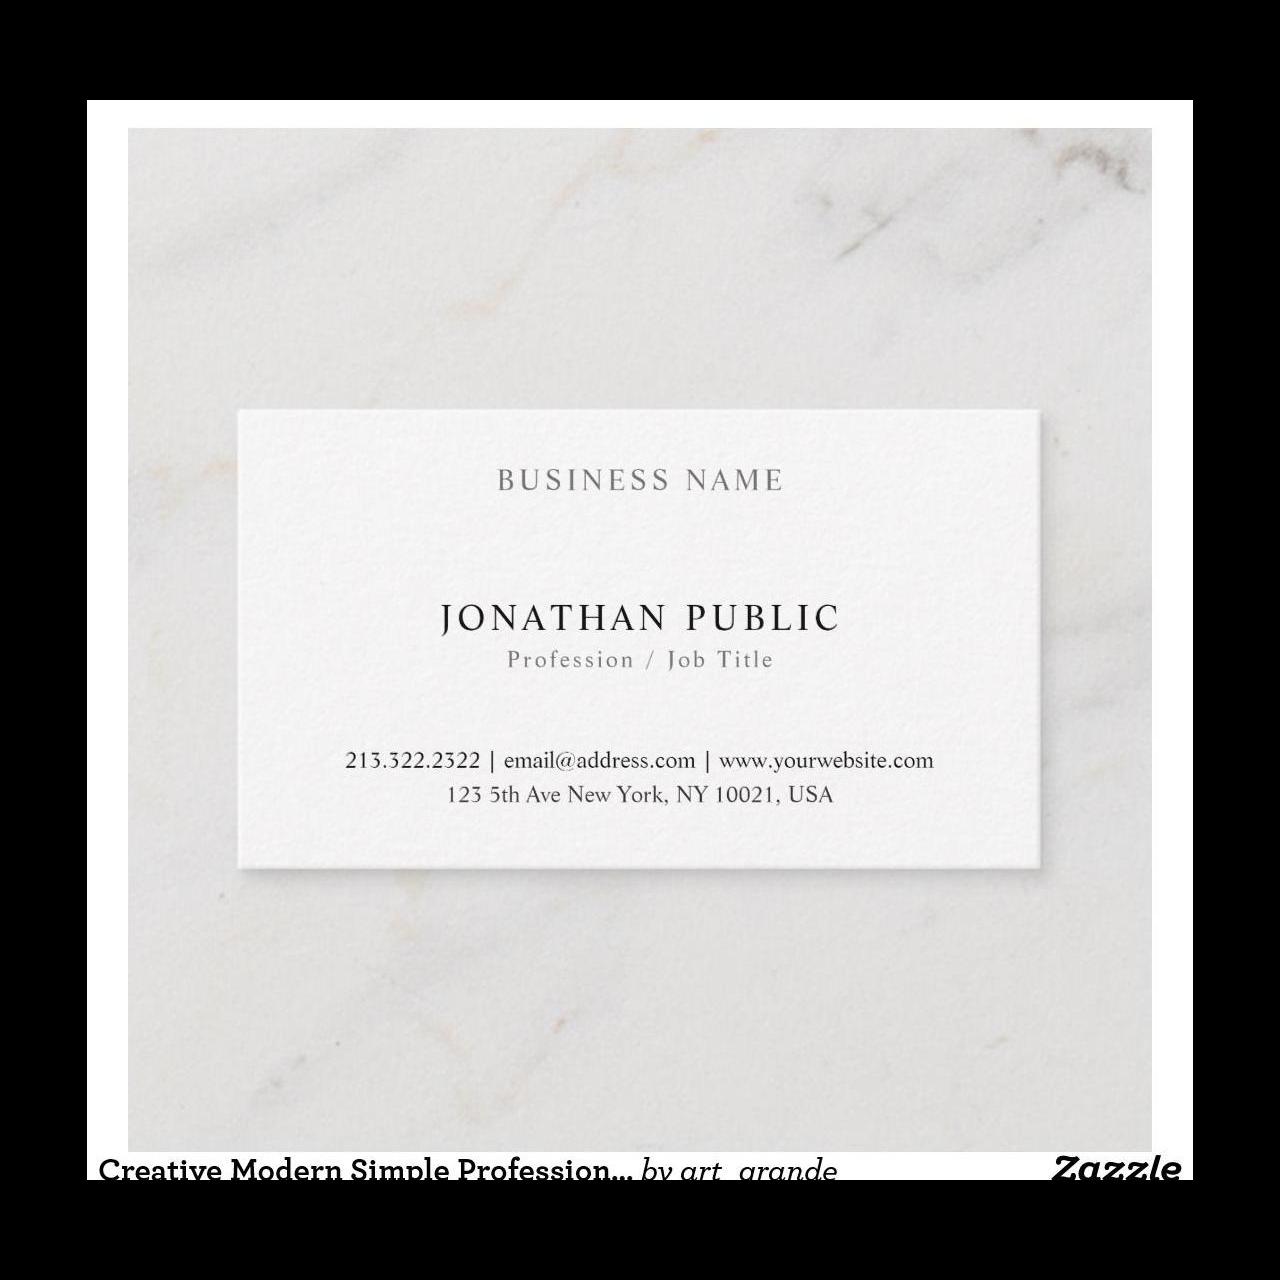 BUSINESS NAME
JONATHAN PUBLIC
Profession / Job Title
213.322.2322 | email@address.com | www.yourwebsite.com
123 5th Ave New York, NY 10021, USA
Creative Modern Simple Profession... by art_grande Zazzle